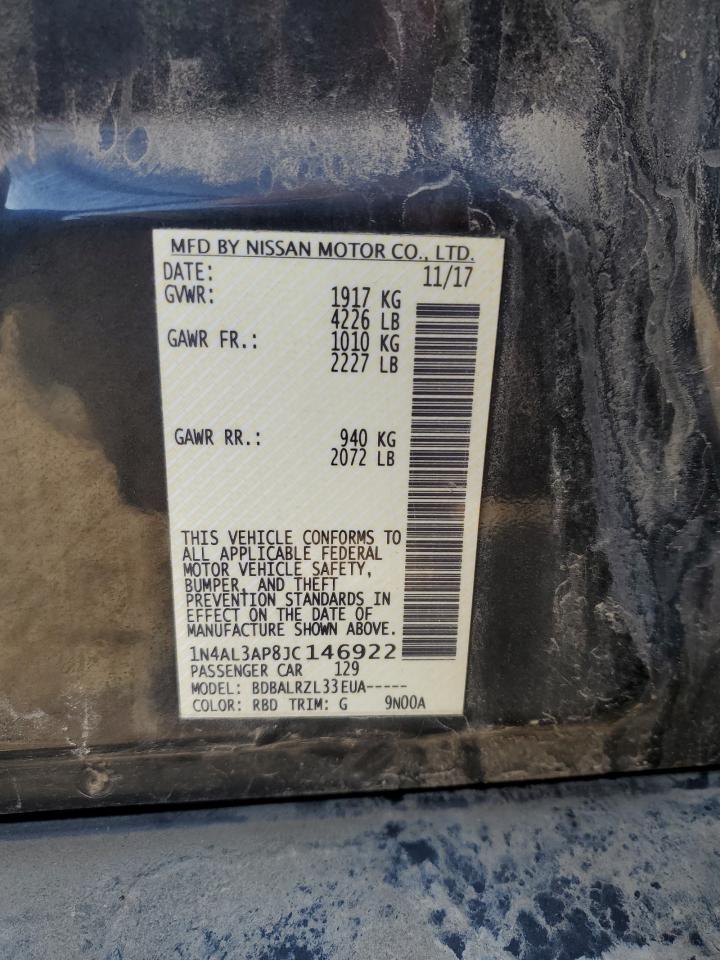 MFD BY NISSAN MOTOR CO., LTD.
DATE: 11/17
GVWR: 1917 KG
4226 LB
GAWR FR.: 1010 KG
2227 LB
GAWR RR.: 940 KG
2072 LB
THIS VEHICLE CONFORMS TO
ALL APPLICABLE FEDERAL
MOTOR VEHICLE SAFETY,
BUMPER, AND THEFT
PREVENTION STANDARDS IN
EFFECT ON THE DATE OF
MANUFACTURE SHOWN ABOVE.
1N4AL3AP8JC146922
PASSENGER CAR 129
MODEL: BDBALRZL33EUA-----
COLOR: RBD TRIM: G 9N00A